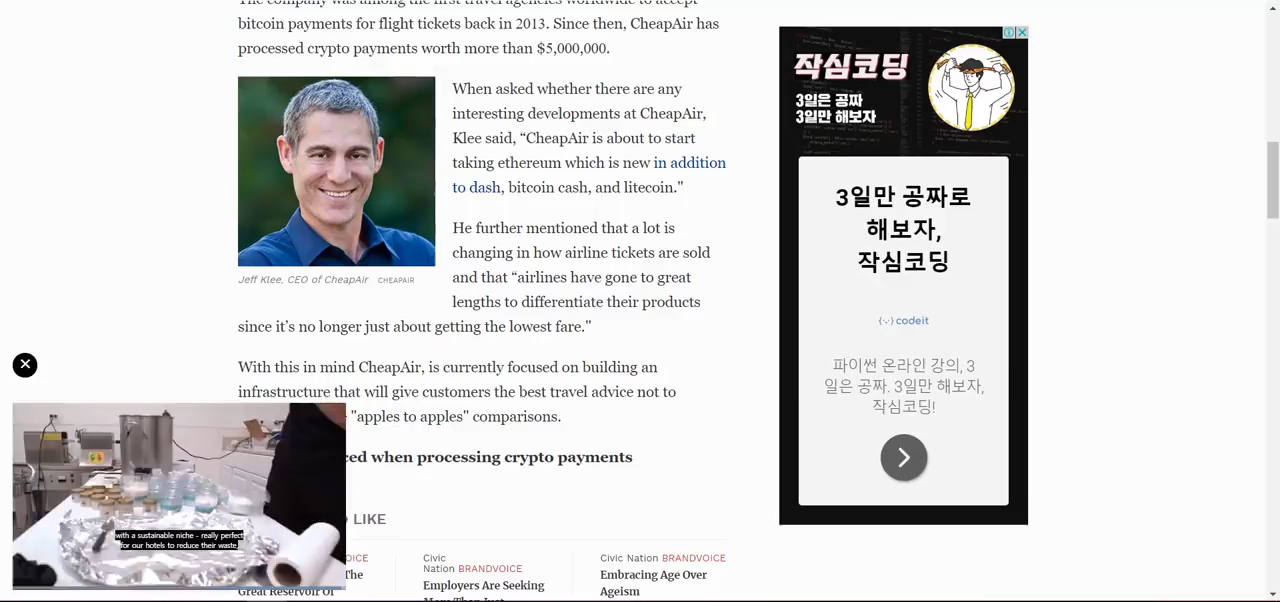 bitcoin payments for flight tickets back in 2013. Since then, CheapAir has
processed crypto payments worth more than $5,000,000.
When asked whether there are any
interesting developments at CheapAir,
Klee said, “CheapAir is about to start
taking ethereum which is new in addition
to dash, bitcoin cash, and litecoin."
He further mentioned that a lot is
changing in how airline tickets are sold
and that “airlines have gone to great
lengths to differentiate their products
Jeff Klee, CEO of CheapAir CHEAPAIR
since it’s no longer just about getting the lowest fare."
With this in mind CheapAir, is currently focused on building an
infrastructure that will give customers the best travel advice not to
"apples to apples" comparisons.
when processing crypto payments
LIKE
The
Great Reservoir Of
Civic
Nation BRANDVOICE
Employers Are Seeking
More Than Just
Civic Nation BRANDVOICE
Embracing Age Over
Ageism
with a sustainable niche - really perfect
for our hotels to reduce their waste,
작심코딩
3일은 공짜
3일만 해보자
3일만 공짜로
해보자,
작심코딩
{·-·} codeit
파이썬 온라인 강의, 3
일은 공짜. 3일만 해보자,
작심코딩!